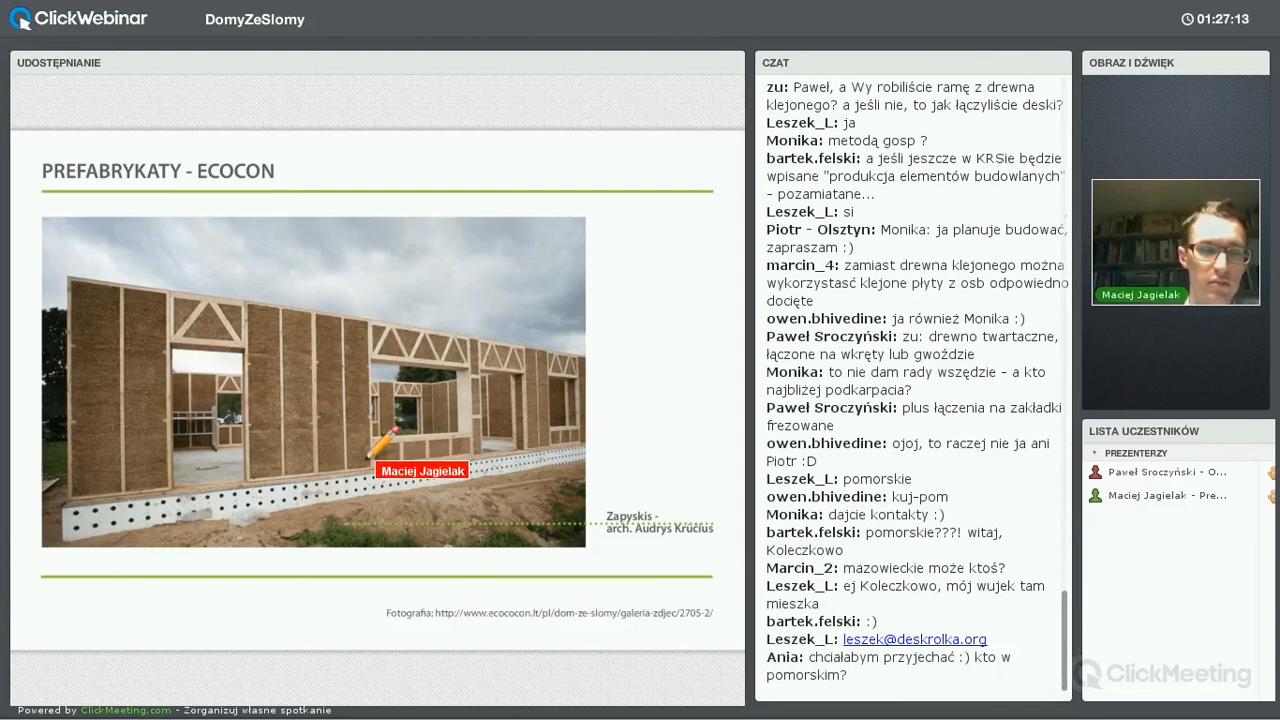 ClickWebinar
DomyZeSlomy
01:27:13
UDOSTĘPNIANIE
PREFABRYKATY - ECOCON
Maciej Jagielak
Zapyskis -
arch. Audrys Krucius
Fotografia: http://www.ecococon.lt/pl/dom-ze-slomy/galeria-zdjec/2705-2/
CZAT
zu: Paweł, a Wy robiliście ramę z drewna
klejonego? a jeśli nie, to jak łączyliście deski?
Leszek_L: ja
Monika: metodą gosp ?
bartek.felski: a jeśli jeszcze w KRSie będzie
wpisane "produkcja elementów budowlanych"
- pozamiatane...
Leszek_L: si
Piotr - Olsztyn: Monika: ja planuje budować,
zapraszam :)
marcin_4: zamiast drewna klejonego można
wykorzystasć klejone płyty z osb odpowiedno
docięte
owen.bhivedine: ja również Monika :)
Paweł Sroczyński: zu: drewno twartaczne,
łączone na wkręty lub gwoździe
Monika: to nie dam rady wszędzie - a kto
najbliżej podkarpacia?
Paweł Sroczyński: plus łączenia na zakładki
frezowane
owen.bhivedine: ojoj, to raczej nie ja ani
Piotr :D
Leszek_L: pomorskie
owen.bhivedine: kuj-pom
Monika: dajcie kontakty :)
bartek.felski: pomorskie???! witaj,
Koleczkowo
Marcin_2: mazowieckie może ktoś?
Leszek_L: ej Koleczkowo, mój wujek tam
mieszka
bartek.felski: :)
Leszek_L: leszek@deskrolka.org
Ania: chciałabym przyjechać :) kto w
pomorskim?
OBRAZ I DŹWIĘK
Maciej Jagielak
LISTA UCZESTNIKÓW
PREZENTERZY
Paweł Sroczyński - O...
Maciej Jagielak - Pre...
ClickMeeting
Powered by ClickMeeting.com - Zorganizuj własne spotkanie